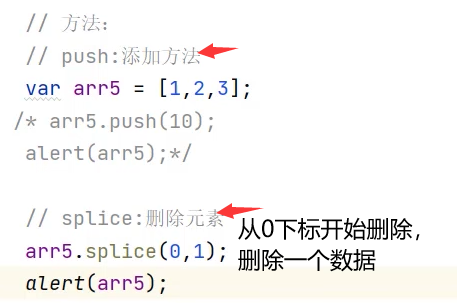 // 方法：
// push:添加方法
var arr5 = [1,2,3];
/* arr5.push(10);
alert(arr5);*/
// splice:删除元素
arr5.splice(0,1);
从0下标开始删除，
删除一个数据
alert(arr5);